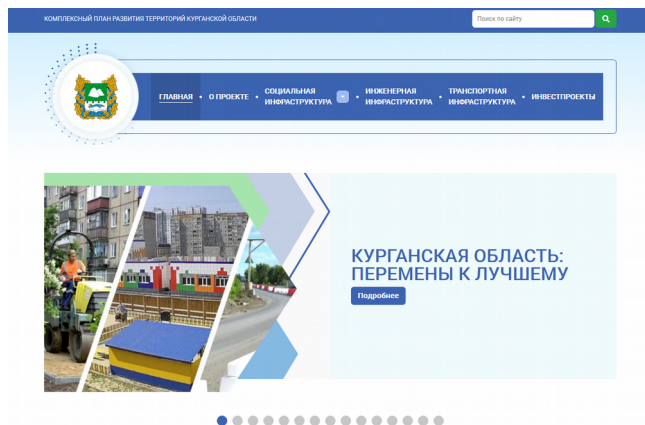 КОМПЛЕКСНЫЙ ПЛАН РАЗВИТИЯ ТЕРРИТОРИЙ КУРГАНСКОЙ ОБЛАСТИ
Поиск по сайту
ГЛАВНАЯ • О ПРОЕКТЕ • СОЦИАЛЬНАЯ ИНФРАСТРУКТУРА • ИНЖЕНЕРНАЯ ИНФРАСТРУКТУРА • ТРАНСПОРТНАЯ ИНФРАСТРУКТУРА • ИНВЕСТПРОЕКТЫ
КУРГАНСКАЯ ОБЛАСТЬ:
ПЕРЕМЕНЫ К ЛУЧШЕМУ
Подробнее